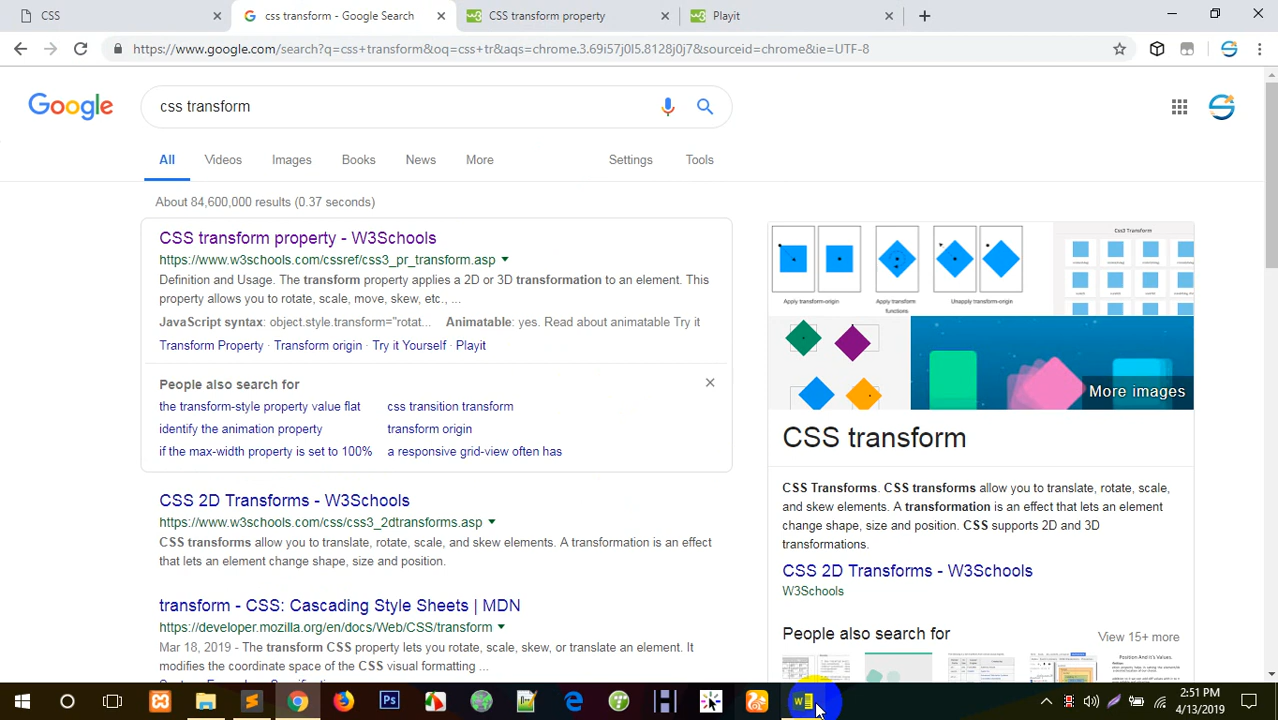 CSS
css transform - Google Search
CSS transform property
Playit
https://www.google.com/search?q=css+transform&oq=css+tr&aqs=chrome.3.69i57j0l5.8128j0j7&sourceid=chrome&ie=UTF-8
Google
css transform
All
Videos
Images
Books
News
More
Settings
Tools
About 84,600,000 results (0.37 seconds)
CSS transform property - W3Schools
https://www.w3schools.com/cssref/css3_pr_transform.asp
Definition and Usage. The transform property applies a 2D or 3D transformation to an element. This
property allows you to rotate, scale, move, skew, etc., ...
JavaScript syntax: object.style.transform="rotat... Animatable: yes. Read about animatable Try it
Transform Property · Transform origin · Try it Yourself · Playit
People also search for
the transform-style property value flat
css transition transform
identify the animation property
transform origin
if the max-width property is set to 100%
a responsive grid-view often has
CSS 2D Transforms - W3Schools
https://www.w3schools.com/css/css3_2dtransforms.asp
CSS transforms allow you to translate, rotate, scale, and skew elements. A transformation is an effect
that lets an element change shape, size and position.
transform - CSS: Cascading Style Sheets | MDN
https://developer.mozilla.org/en/docs/Web/CSS/transform
Mar 18, 2019 - The transform CSS property lets you rotate, scale, skew, or translate an element. It
modifies the coordinate space of the CSS visual formatting ...
Apply transform-origin
Apply transform
functions
Unapply transform-origin
Css3 Transform
More images
CSS transform
CSS Transforms. CSS transforms allow you to translate, rotate, scale,
and skew elements. A transformation is an effect that lets an element
change shape, size and position. CSS supports 2D and 3D
transformations.
CSS 2D Transforms - W3Schools
W3Schools
People also search for
View 15+ more
2:51 PM
4/13/2019